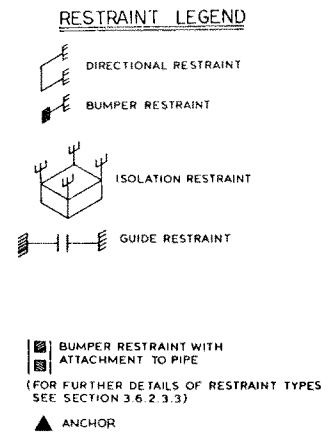 RESTRAINT LEGEND
DIRECTIONAL RESTRAINT
BUMPER RESTRAINT
ISOLATION RESTRAINT
GUIDE RESTRAINT
BUMPER RESTRAINT WITH
ATTACHMENT TO PIPE
(FOR FURTHER DETAILS OF RESTRAINT TYPES
SEE SECTION 3.6.2.3.3)
ANCHOR